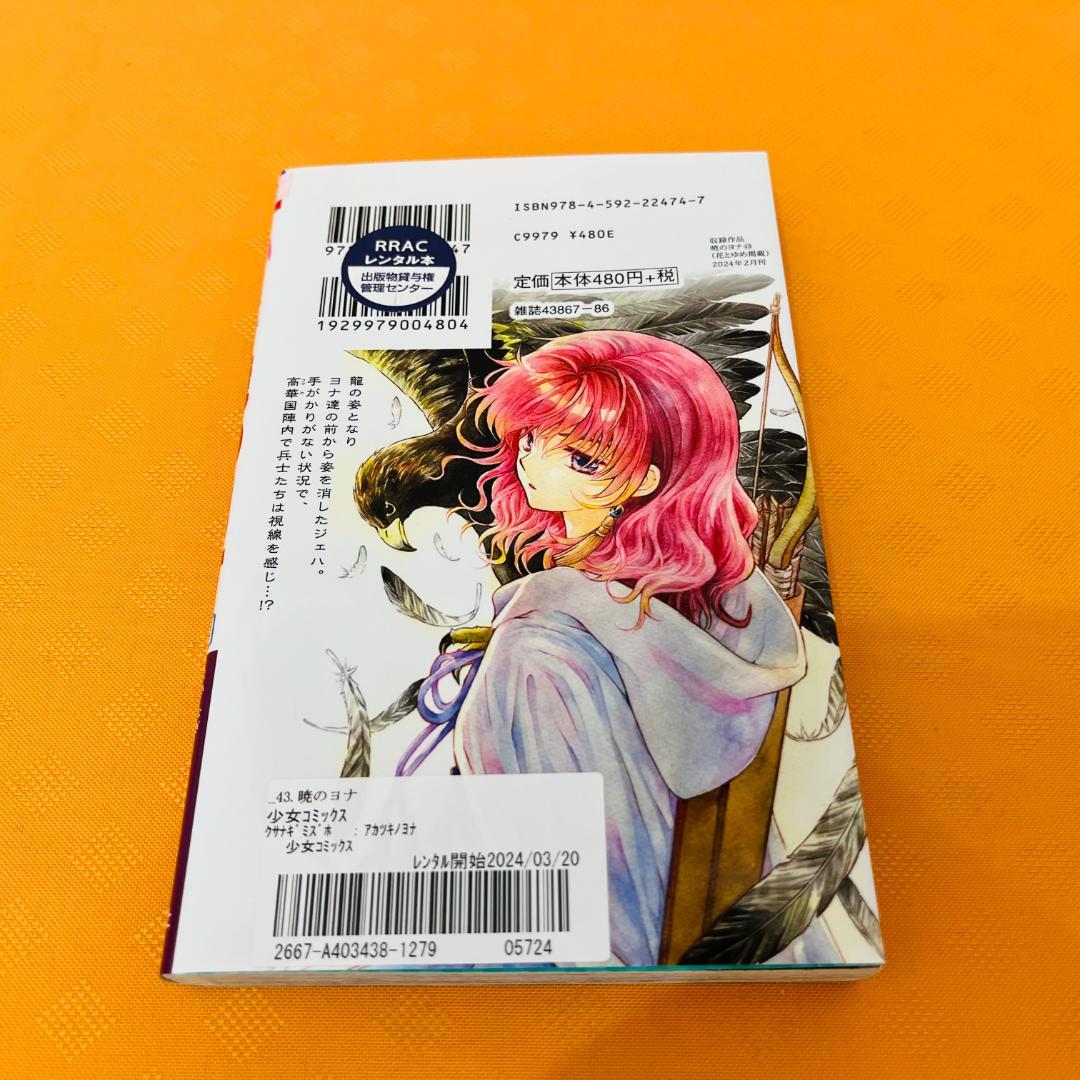 ISBN978-4-592-22474-7
C9979 ¥480E
定価 本体480円+税
雑誌43867-86
収録作品
暁のヨナ㊸
(花とゆめ掲載)
2024年2月刊
97
47
RRAC
レンタル本
出版物貸与権
管理センター
1929979004804
龍の姿となり
ヨナ達の前から姿を消したジェハ。
手がかりがない状況で、
高華国陣内で兵士たちは視線を感じ…!?
_43.暁のヨナ
少女コミックス
クサナギミズホ : アカツキノヨナ
少女コミックス
レンタル開始2024/03/20
2667-A403438-1279 05724